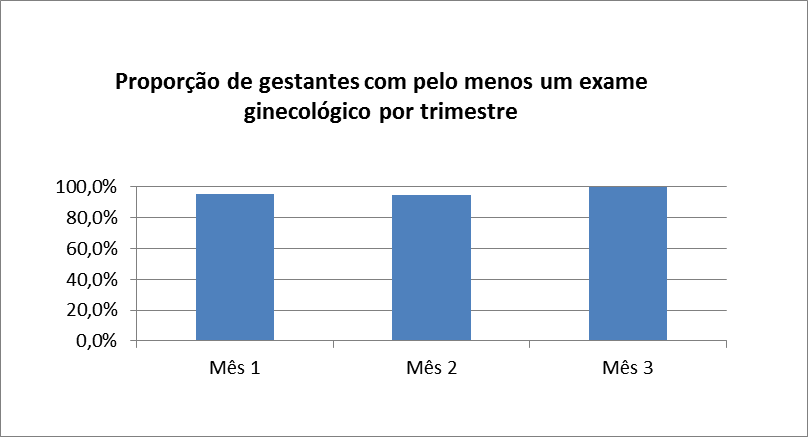 Proporção de gestantes com pelo menos um exame
ginecológico por trimestre
100,0%
80,0%
60,0%
40,0%
20,0%
0,0%
Mês 1
Mês 2
Mês 3